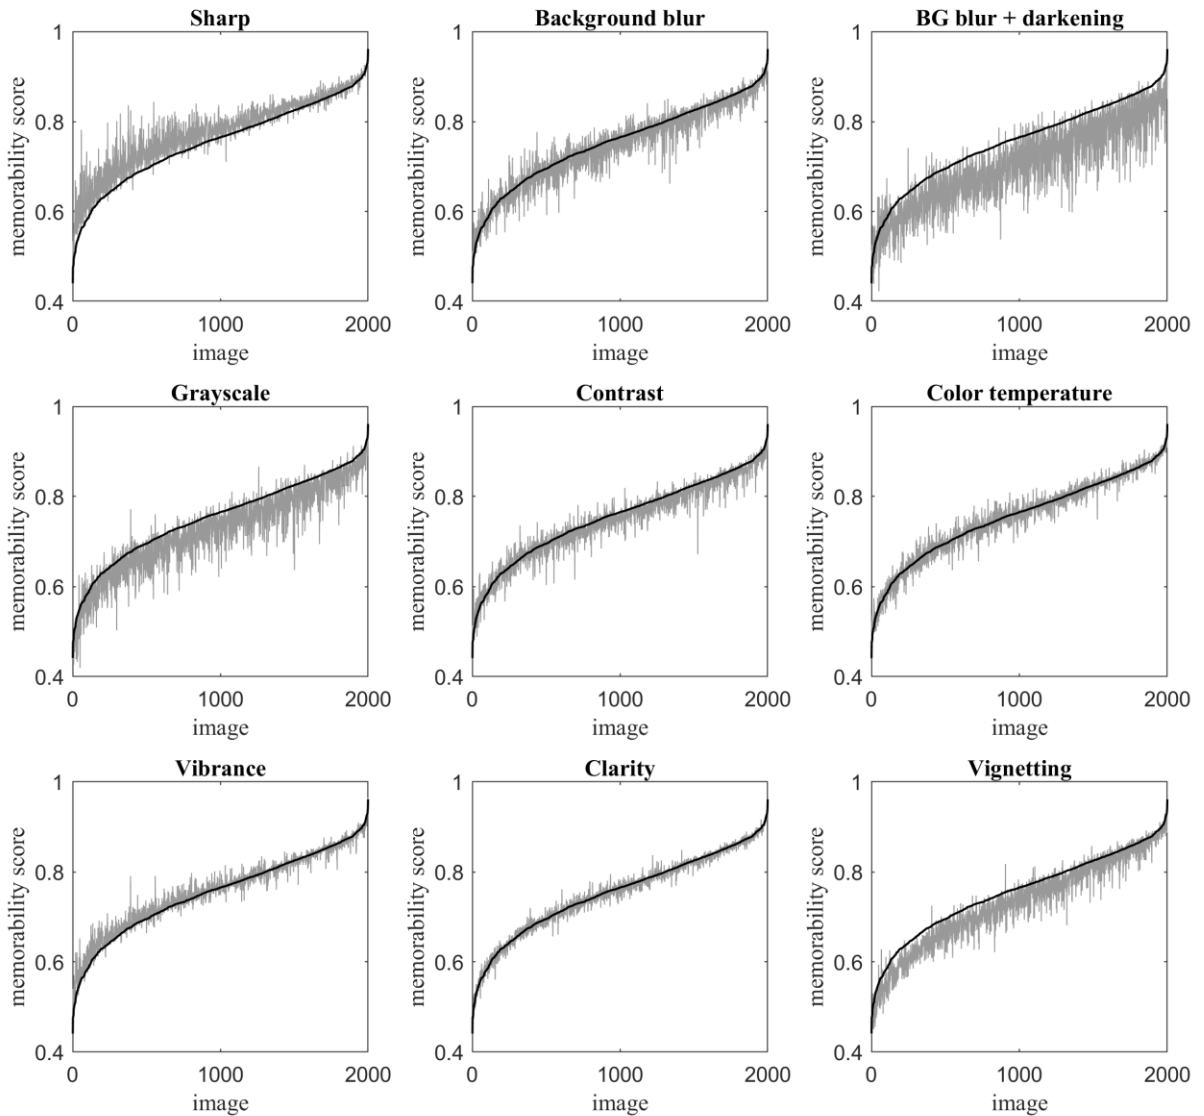 Sharp
Background blur
BG blur + darkening
memorability score
1
0.8
0.6
0.4
0
1000
2000
image
memorability score
1
0.8
0.6
0.4
0
1000
2000
image
memorability score
1
0.8
0.6
0.4
0
1000
2000
image
Grayscale
Contrast
Color temperature
memorability score
1
0.8
0.6
0.4
0
1000
2000
image
memorability score
1
0.8
0.6
0.4
0
1000
2000
image
memorability score
1
0.8
0.6
0.4
0
1000
2000
image
Vibrance
Clarity
Vignetting
memorability score
1
0.8
0.6
0.4
0
1000
2000
image
memorability score
1
0.8
0.6
0.4
0
1000
2000
image
memorability score
1
0.8
0.6
0.4
0
1000
2000
image